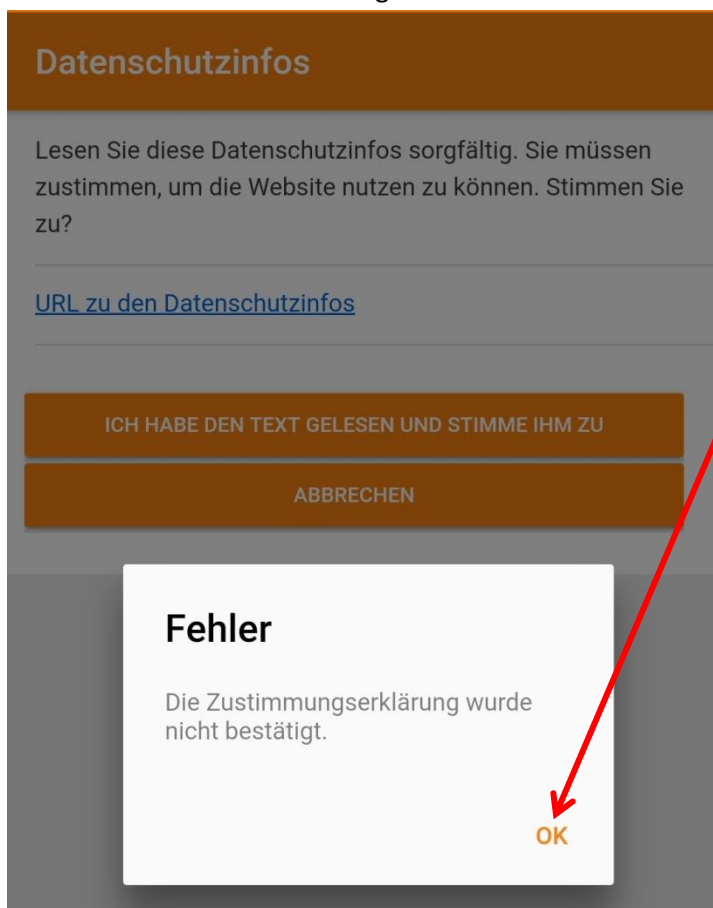 Datenschutzinfos
Lesen Sie diese Datenschutzinfos sorgfältig. Sie müssen
zustimmen, um die Website nutzen zu können. Stimmen Sie
zu?
URL zu den Datenschutzinfos
ICH HABE DEN TEXT GELESEN UND STIMME IHM ZU
ABBRECHEN
Fehler
Die Zustimmungserklärung wurde
nicht bestätigt.
OK